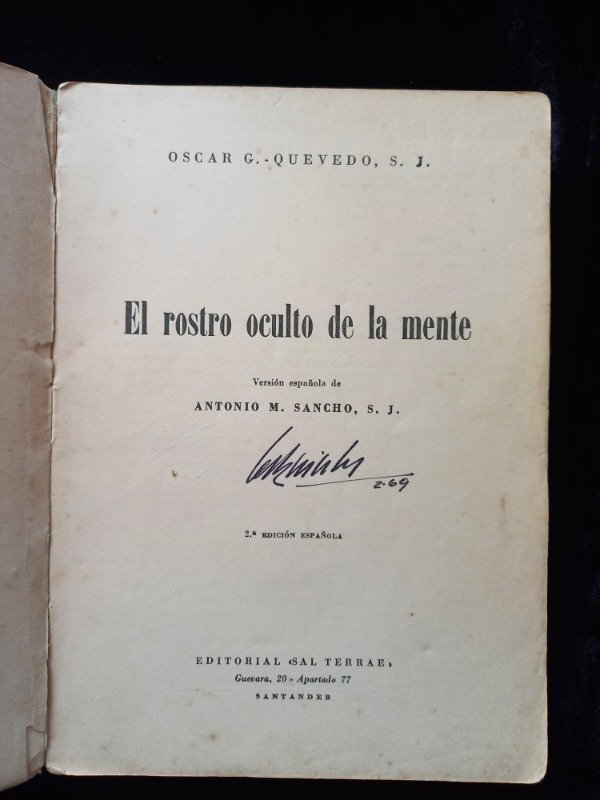 OSCAR G.-QUEVEDO, S. J.
El rostro oculto de la mente
Versión española de
ANTONIO M. SANCHO, S. J.
2-69
2.ª EDICIÓN ESPAÑOLA
EDITORIAL «SAL TERRAE»
Guevara, 20 - Apartado 77
SANTANDER